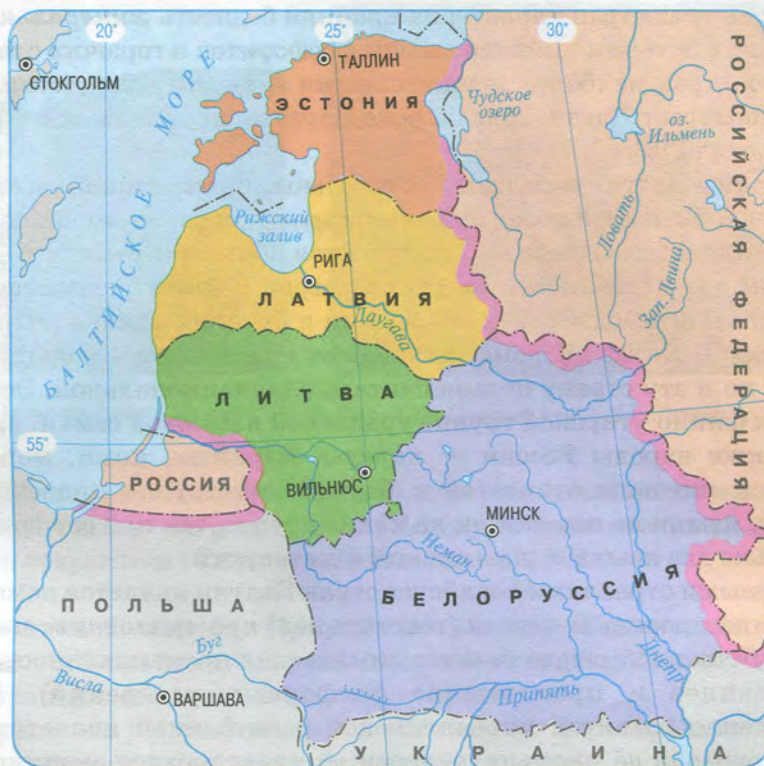 20°
25°
30°
СТОКГОЛЬМ
БАЛТИЙСКОЕ МОРЕ
ТАЛЛИН
ЭСТОНИЯ
Чудское
озеро
оз.
Ильмень
РОССИЙСКАЯ ФЕДЕРАЦИЯ
Ловать
Зап. Двина
Рижский
залив
РИГА
ЛАТВИЯ
Даугава
ЛИТВА
55°
РОССИЯ
ВИЛЬНЮС
МИНСК
Неман
БЕЛОРУССИЯ
ПОЛЬША
Буг
Висла
ВАРШАВА
Припять
Днепр
УКРАИНА